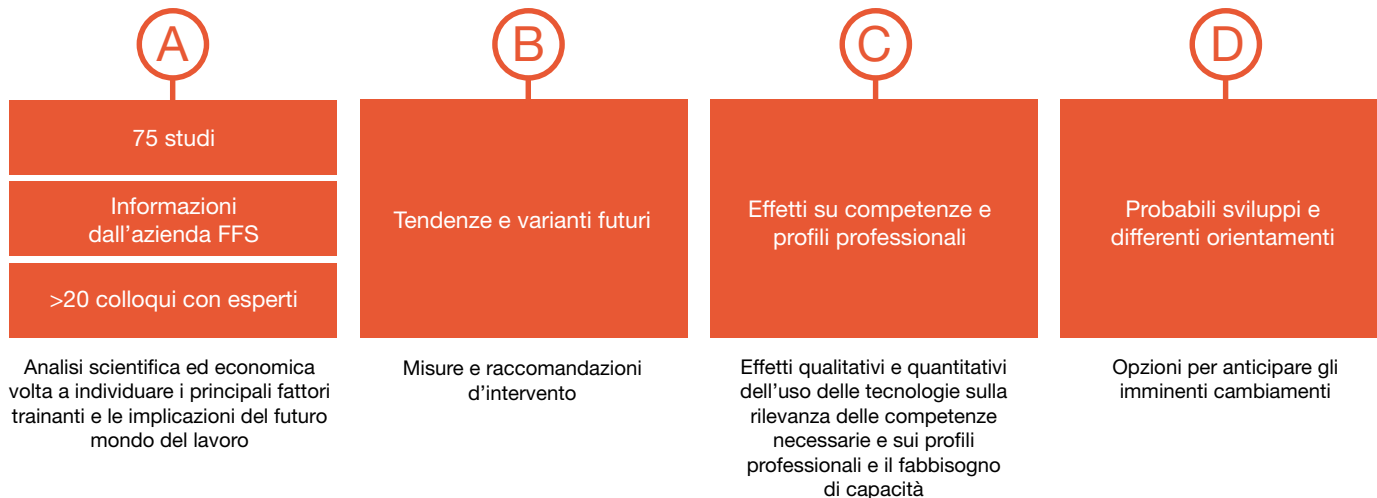 A
75 studi
Informazioni
dall'azienda FFS
>20 colloqui con esperti
Analisi scientifica ed economica
volta a individuare i principali fattori
trainanti e le implicazioni del futuro
mondo del lavoro
B
Tendenze e varianti futuri
Misure e raccomandazioni
d'intervento
C
Effetti su competenze e
profili professionali
Effetti qualitativi e quantitativi
dell'uso delle tecnologie sulla
rilevanza delle competenze
necessarie e sui profili
professionali e il fabbisogno
di capacità
D
Probabili sviluppi e
differenti orientamenti
Opzioni per anticipare gli
imminenti cambiamenti